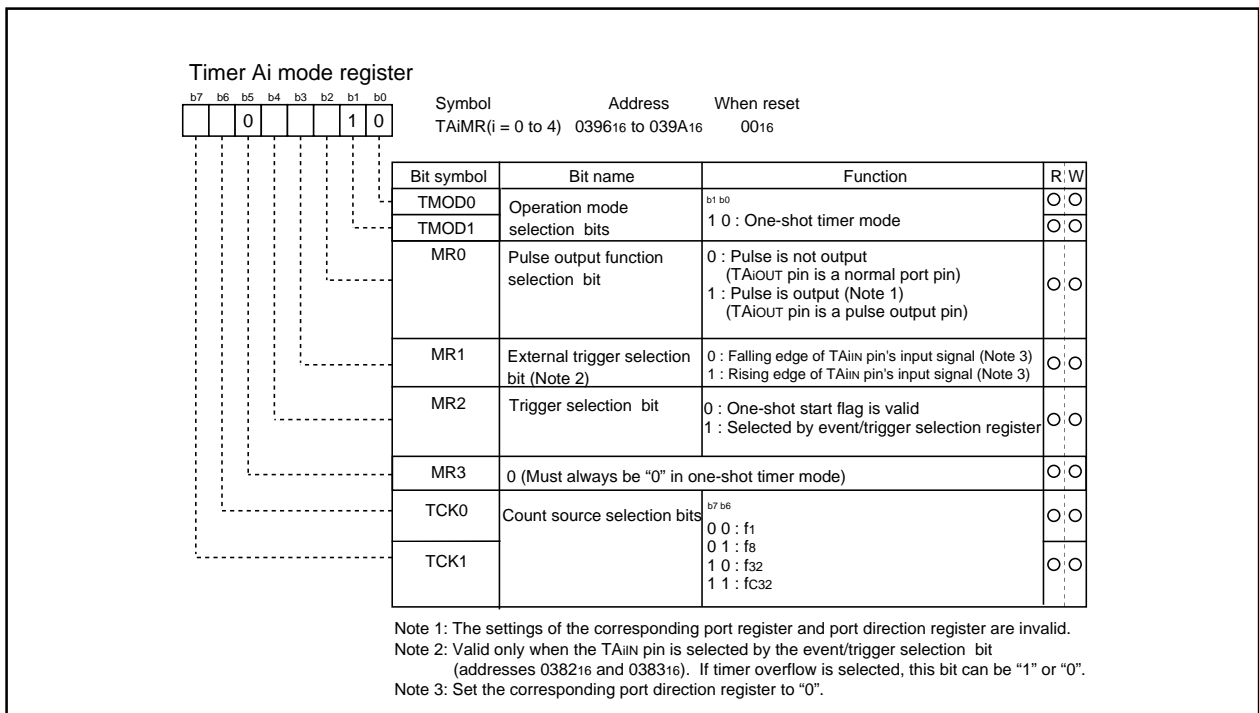 Timer Ai mode register
b7 b6 b5 b4 b3 b2 b1 b0
0 1 0
Symbol Address When reset
TAiMR(i = 0 to 4) 039616 to 039A16 0016
Bit symbol Bit name Function R W
TMOD0
TMOD1
Operation mode
selection bits
b1 b0
1 0 : One-shot timer mode
MR0
Pulse output function
selection bit
0 : Pulse is not output
(TAiOUT pin is a normal port pin)
1 : Pulse is output (Note 1)
(TAiOUT pin is a pulse output pin)
MR1
External trigger selection
bit (Note 2)
0 : Falling edge of TAiIN pin's input signal (Note 3)
1 : Rising edge of TAiIN pin's input signal (Note 3)
MR2
Trigger selection bit
0 : One-shot start flag is valid
1 : Selected by event/trigger selection register
MR3
0 (Must always be “0” in one-shot timer mode)
TCK0
TCK1
Count source selection bits
b7 b6
0 0 : f1
0 1 : f8
1 0 : f32
1 1 : fC32
Note 1: The settings of the corresponding port register and port direction register are invalid.
Note 2: Valid only when the TAiIN pin is selected by the event/trigger selection bit
(addresses 038216 and 038316). If timer overflow is selected, this bit can be “1” or “0”.
Note 3: Set the corresponding port direction register to “0”.